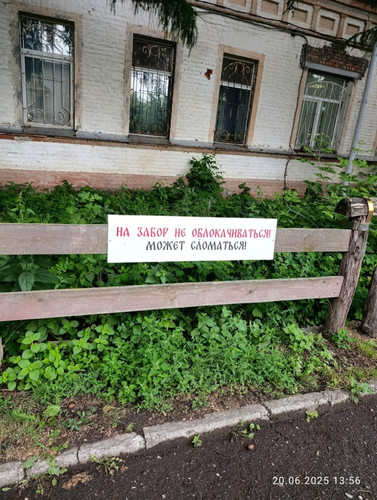 НА ЗАБОР НЕ ОБЛОКАЧИВАТЬСЯ!
МОЖЕТ СЛОМАТЬСЯ!
20.06.2025 13:56